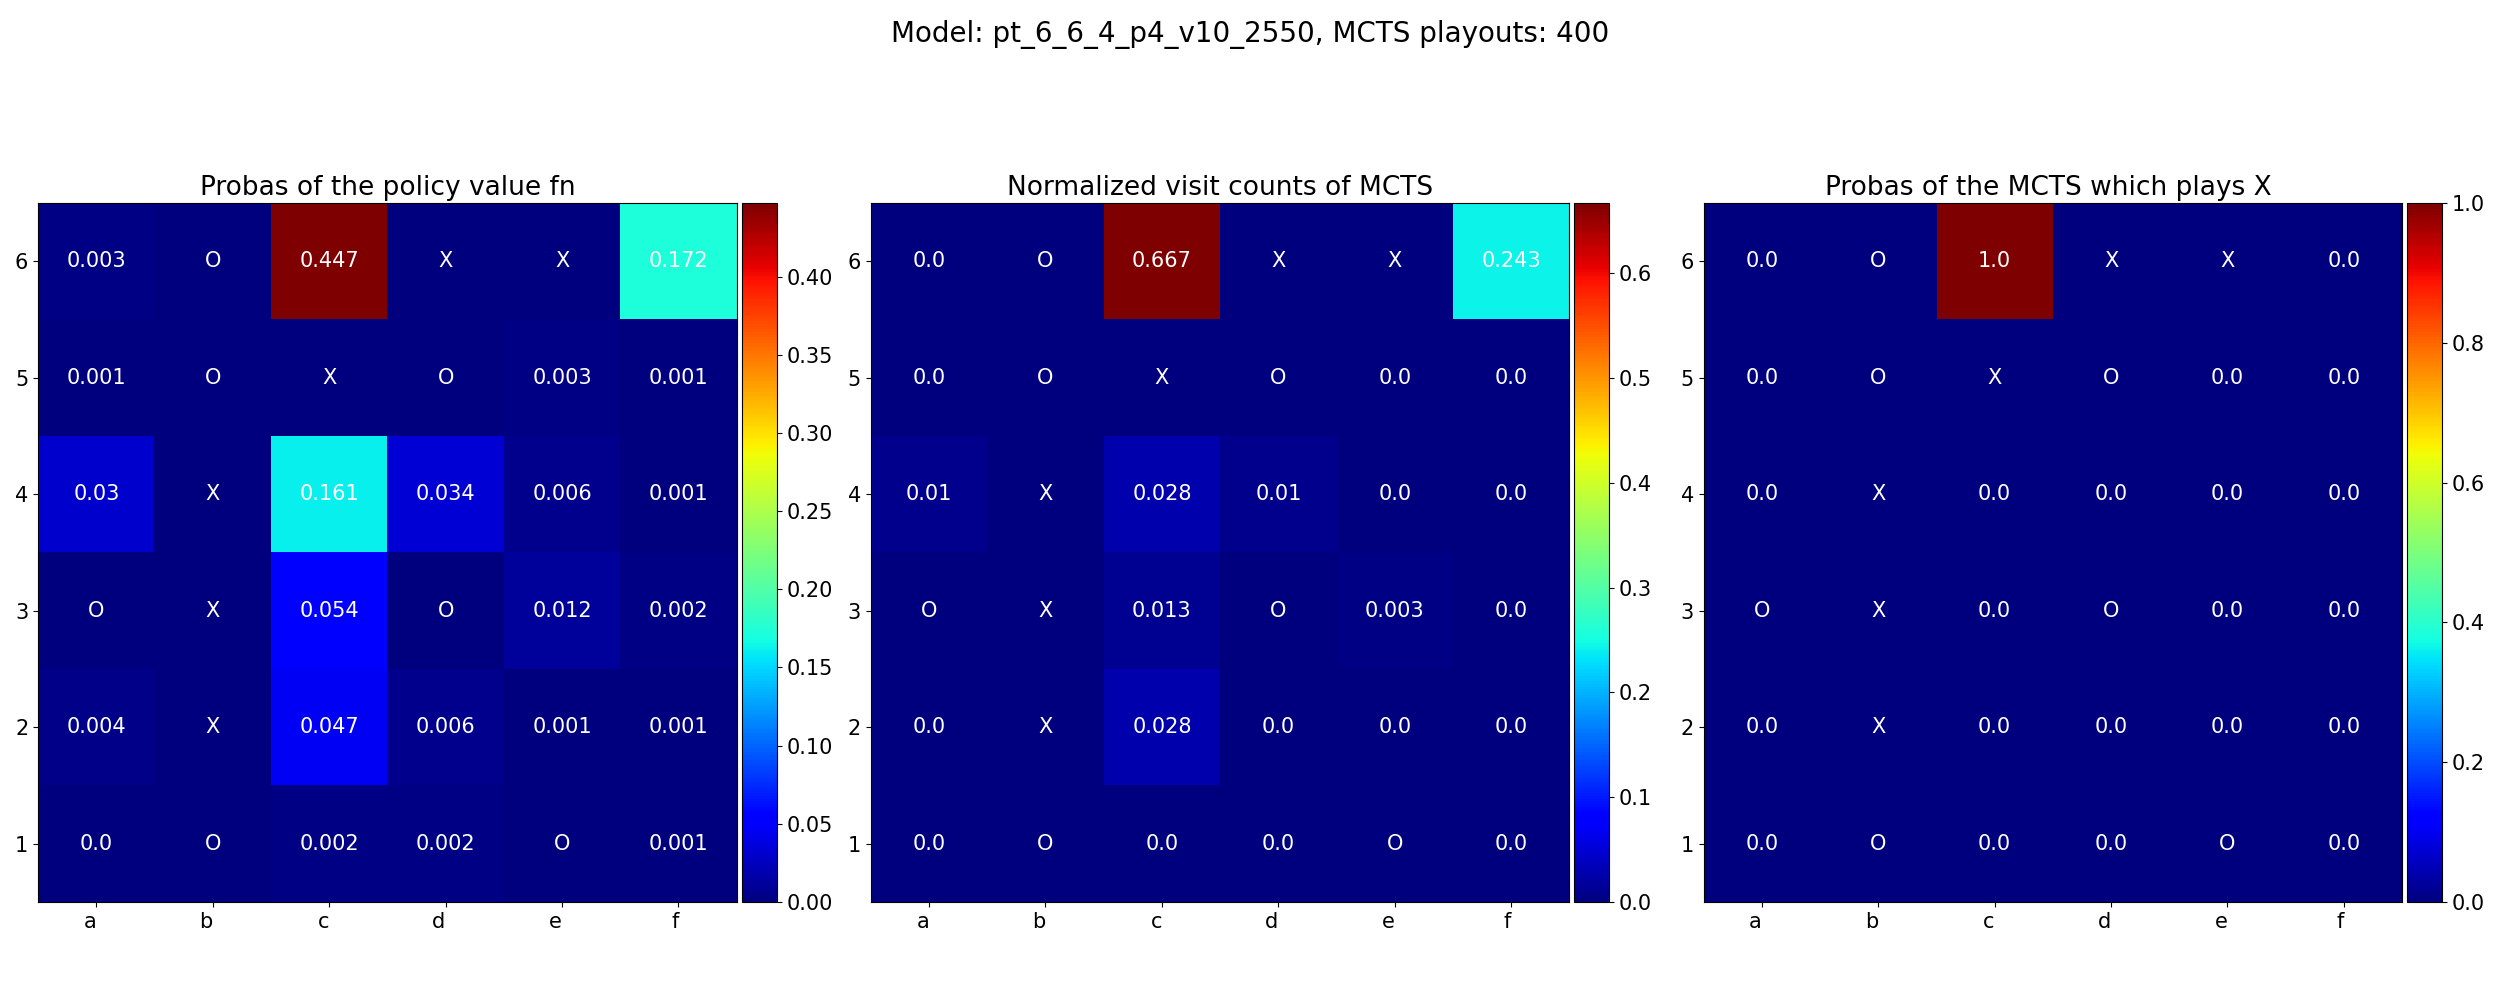 Model: pt_6_6_4_p4_v10_2550, MCTS playouts: 400
Probas of the policy value fn
6 0.003 O 0.447 X X 0.172
5 0.001 O X O 0.003 0.001
4 0.03 X 0.161 0.034 0.006 0.001
3 O X 0.054 O 0.012 0.002
2 0.004 X 0.047 0.006 0.001 0.001
1 0.0 O 0.002 0.002 O 0.001
a b c d e f
0.40
0.35
0.30
0.25
0.20
0.15
0.10
0.05
0.00
Normalized visit counts of MCTS
6 0.0 O 0.667 X X 0.243
5 0.0 O X O 0.0 0.0
4 0.01 X 0.028 0.01 0.0 0.0
3 O X 0.013 O 0.003 0.0
2 0.0 X 0.028 0.0 0.0 0.0
1 0.0 O 0.0 0.0 O 0.0
a b c d e f
0.6
0.5
0.4
0.3
0.2
0.1
0.0
Probas of the MCTS which plays X
6 0.0 O 1.0 X X 0.0
5 0.0 O X O 0.0 0.0
4 0.0 X 0.0 0.0 0.0 0.0
3 O X 0.0 O 0.0 0.0
2 0.0 X 0.0 0.0 0.0 0.0
1 0.0 O 0.0 0.0 O 0.0
a b c d e f
1.0
0.8
0.6
0.4
0.2
0.0